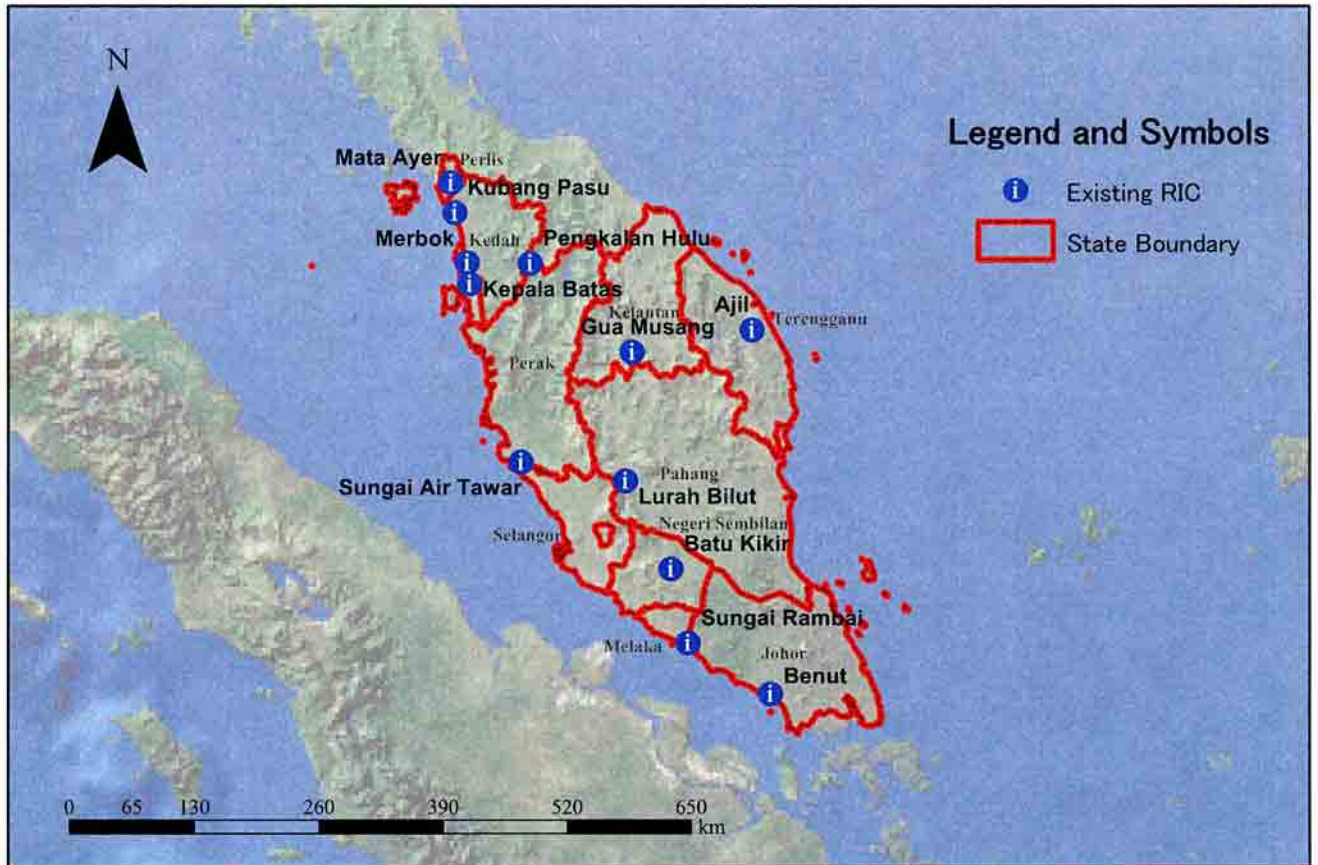 N
Legend and Symbols
i Existing RIC
State Boundary
Mata Ayer
Perlis
i
Kubang Pasu
i
Merbok
Kedah
Pengkalan Hulu
i
i
i
Kepala Batas
Ajil
Kelantan
Terengganu
Gua Musang
i
i
Perak
i
Sungai Air Tawar
Pahang
i
Lurah Bilut
Negeri Sembilan
Selangor
Batu Kikir
i
Sungai Rambai
Melaka
i
Johor
Benut
i
0 65 130 260 390 520 650
km